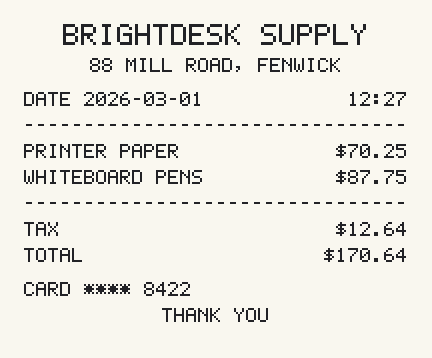 BRIGHTDESK SUPPLY
88 MILL ROAD, FENWICK
DATE 2026-03-01 12:27
--------------------------------
PRINTER PAPER $70.25
WHITEBOARD PENS $87.75
--------------------------------
TAX $12.64
TOTAL $170.64
CARD **** 8422
THANK YOU